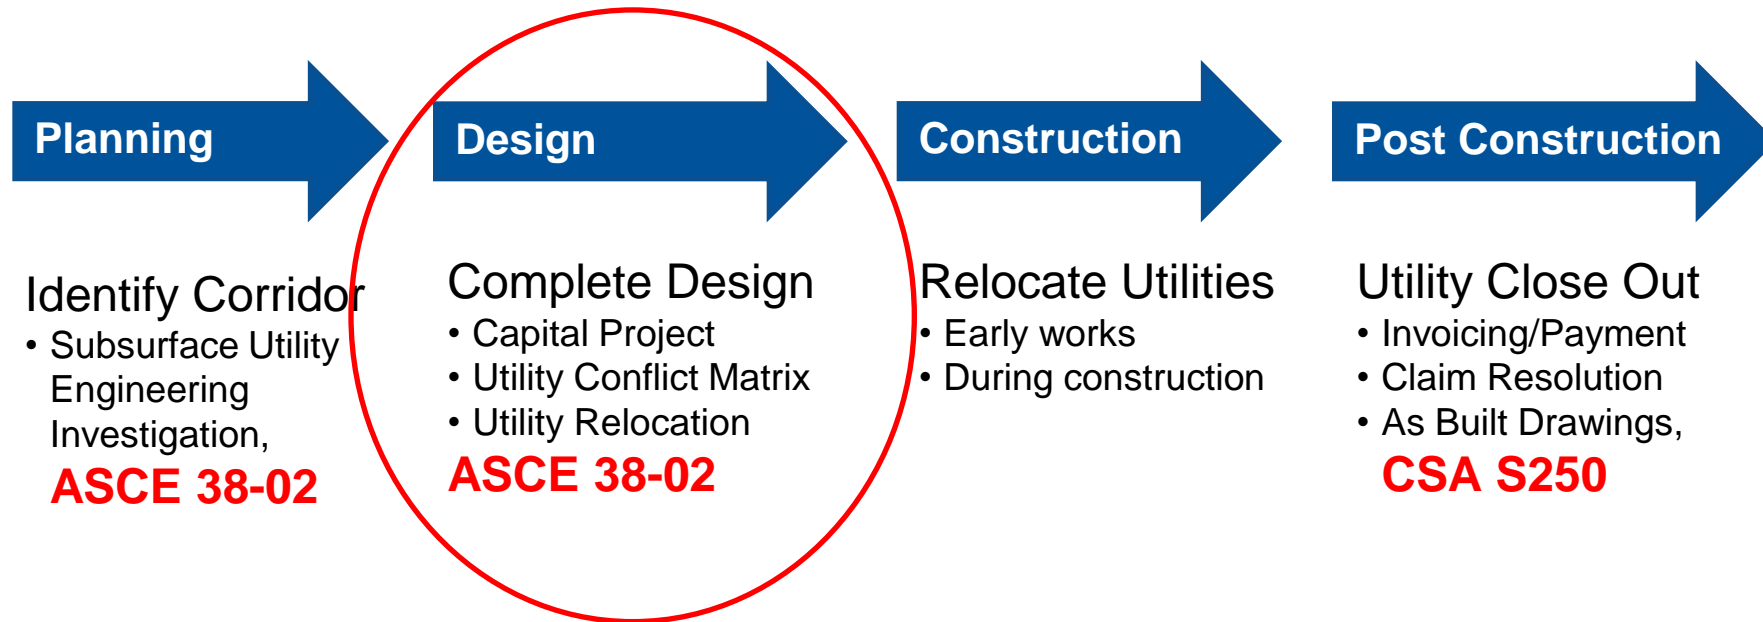 Planning
Identify Corridor
• Subsurface Utility
Engineering
Investigation,
ASCE 38-02
Design
Complete Design
• Capital Project
• Utility Conflict Matrix
• Utility Relocation
ASCE 38-02
Construction
Relocate Utilities
• Early works
• During construction
Post Construction
Utility Close Out
• Invoicing/Payment
• Claim Resolution
• As Built Drawings,
CSA S250